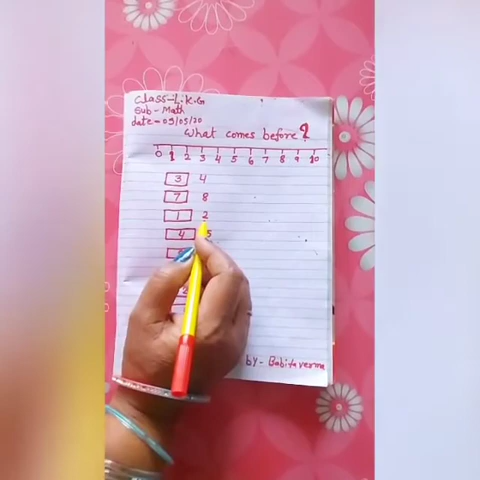 Class-L.K.G
Sub - Math
date = 09/05/20
What comes before ?
0 1 2 3 4 5 6 7 8 9 10
3 4
7 8
1 2
4 5
by - Babita verma